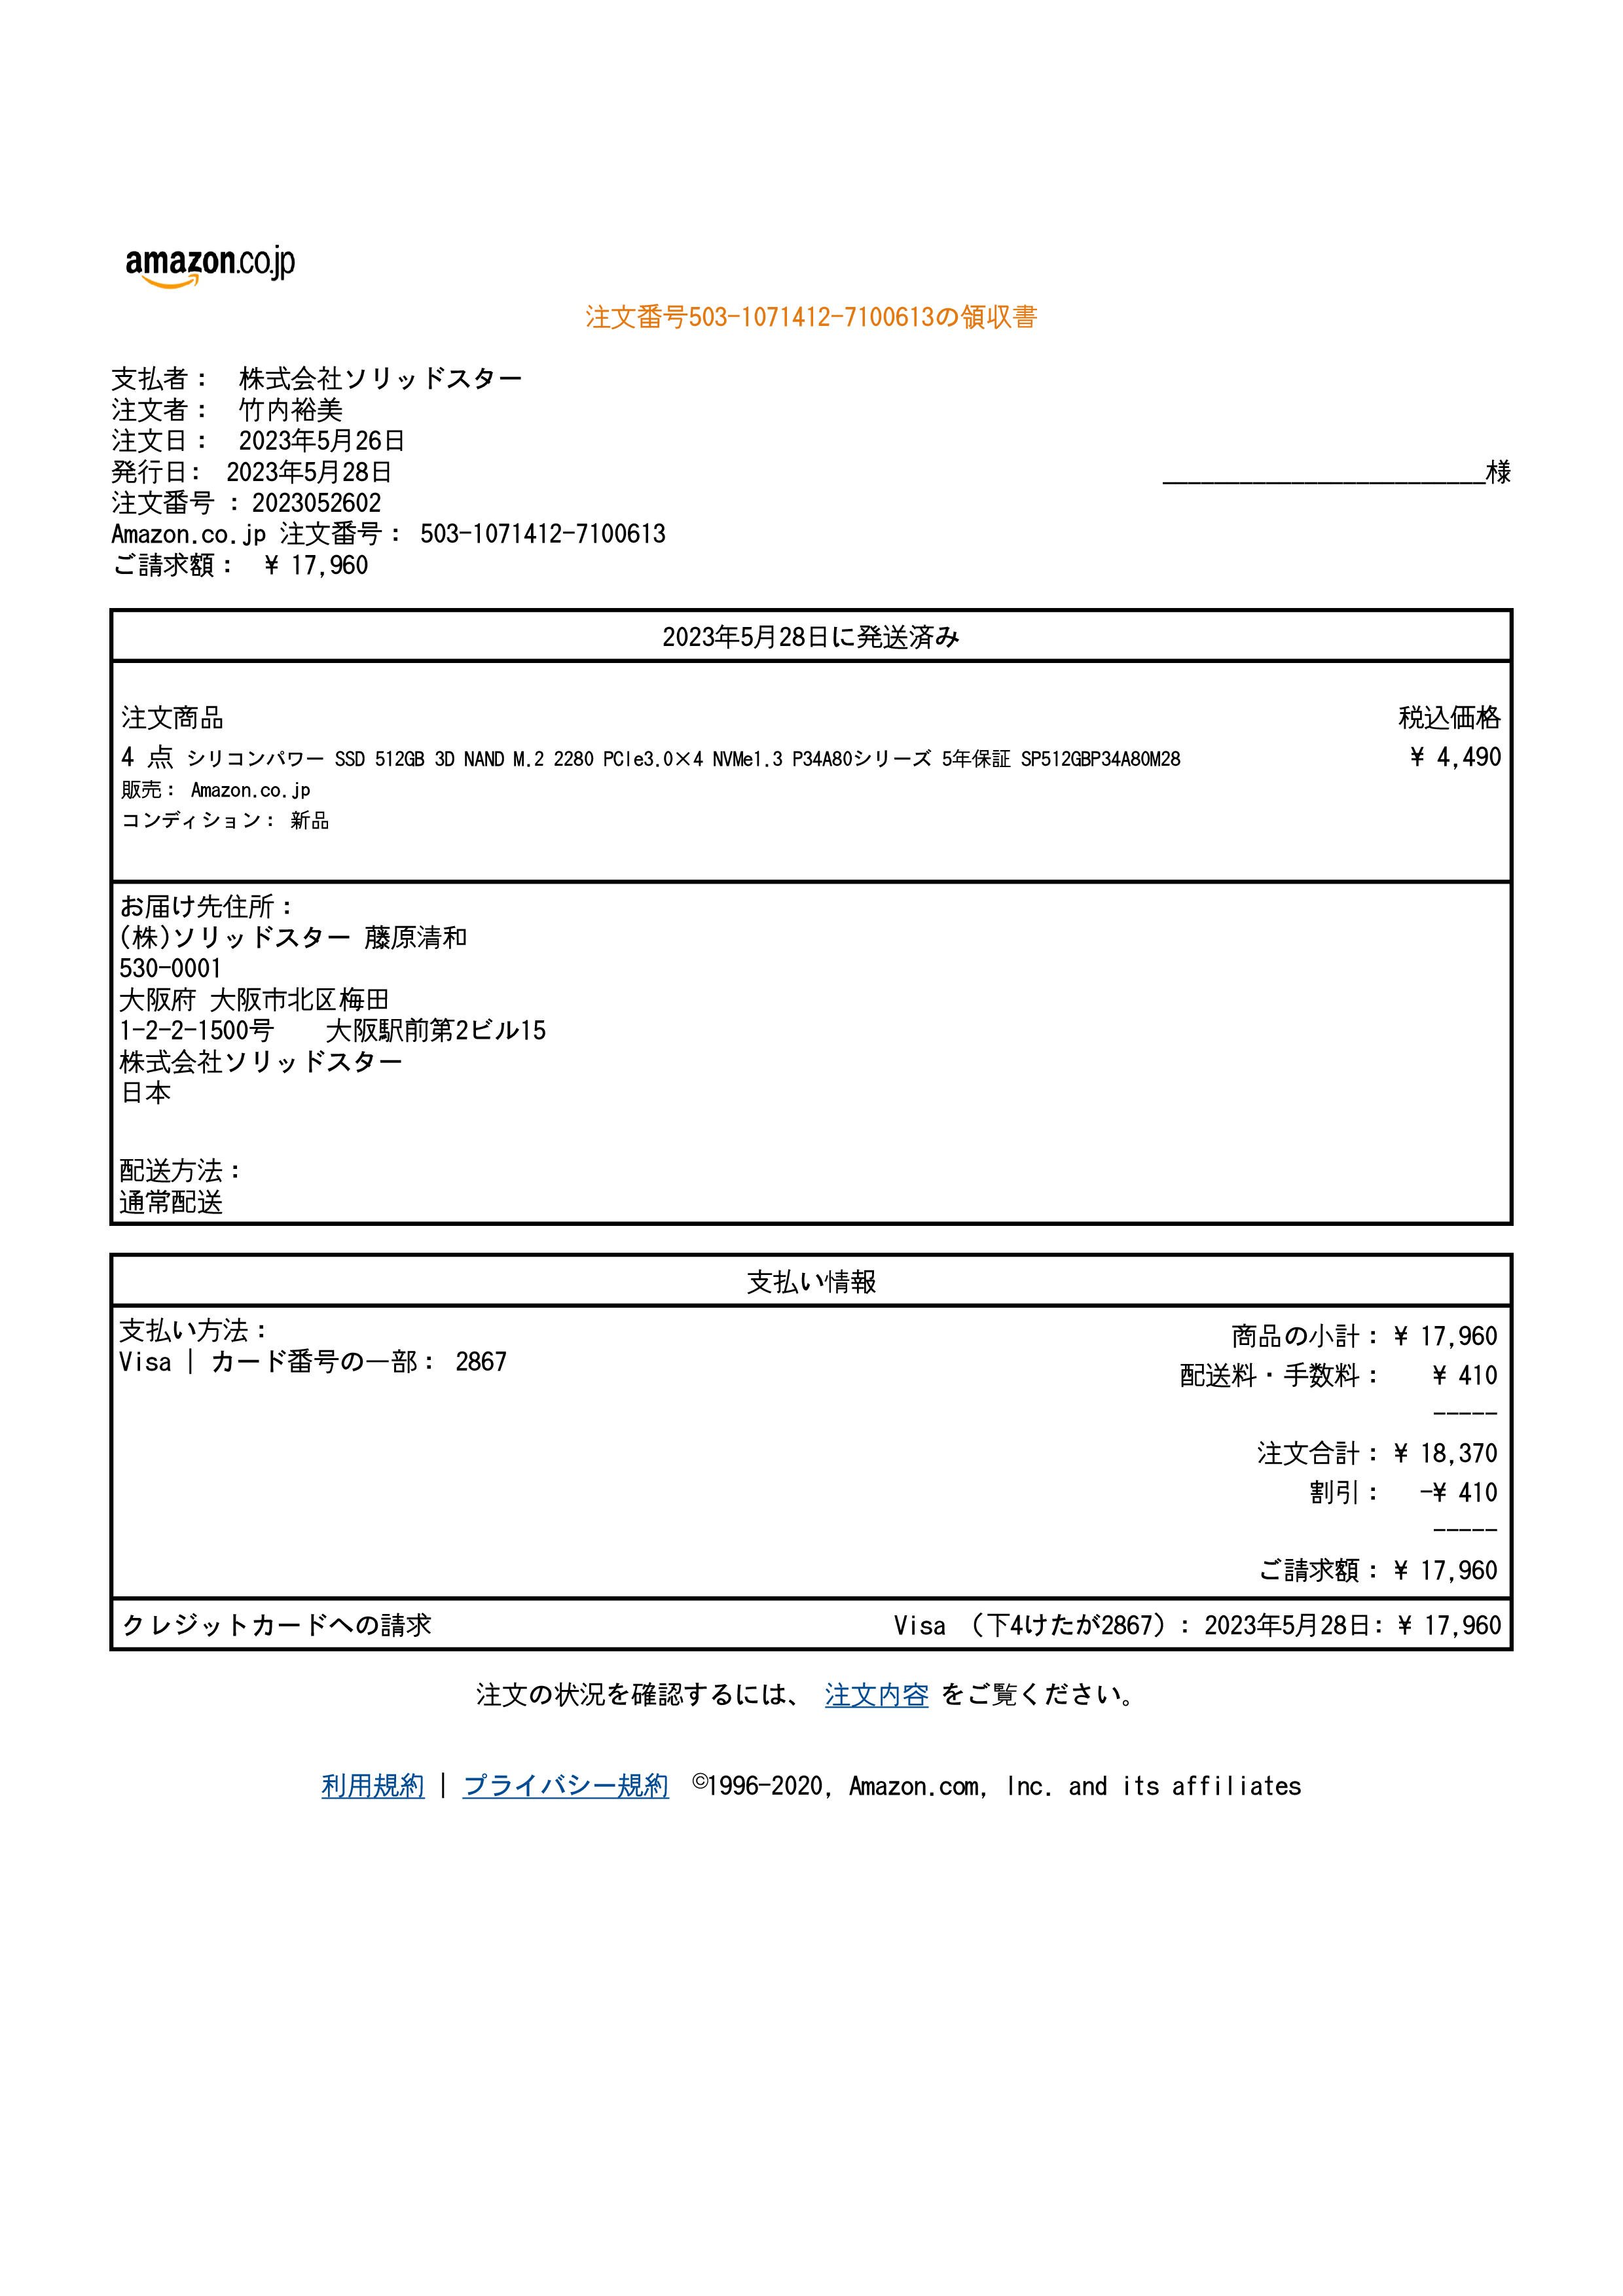 amazon.co.jp
注文番号503-1071412-7100613の領収書
支払者： 株式会社ソリッドスター
注文者： 竹内裕美
注文日： 2023年5月26日
発行日： 2023年5月28日
_________________________様
注文番号 ：2023052602
Amazon.co.jp 注文番号： 503-1071412-7100613
ご請求額： ¥ 17,960
2023年5月28日に発送済み
注文商品 税込価格
4 点 シリコンパワー SSD 512GB 3D NAND M.2 2280 PCIe3.0×4 NVMe1.3 P34A80シリーズ 5年保証 SP512GBP34A80M28 ¥ 4,490
販売： Amazon.co.jp
コンディション： 新品
お届け先住所：
(株)ソリッドスター 藤原清和
530-0001
大阪府 大阪市北区梅田
1-2-2-1500号　　大阪駅前第2ビル15
株式会社ソリッドスター
日本
配送方法：
通常配送
支払い情報
支払い方法：
Visa | カード番号の一部： 2867
商品の小計： ¥ 17,960
配送料・手数料： ¥ 410
-----
注文合計： ¥ 18,370
割引： -¥ 410
-----
ご請求額： ¥ 17,960
クレジットカードへの請求 Visa （下4けたが2867）: 2023年5月28日: ¥ 17,960
注文の状況を確認するには、 注文内容 をご覧ください。
利用規約 | プライバシー規約 ©1996-2020, Amazon.com, Inc. and its affiliates